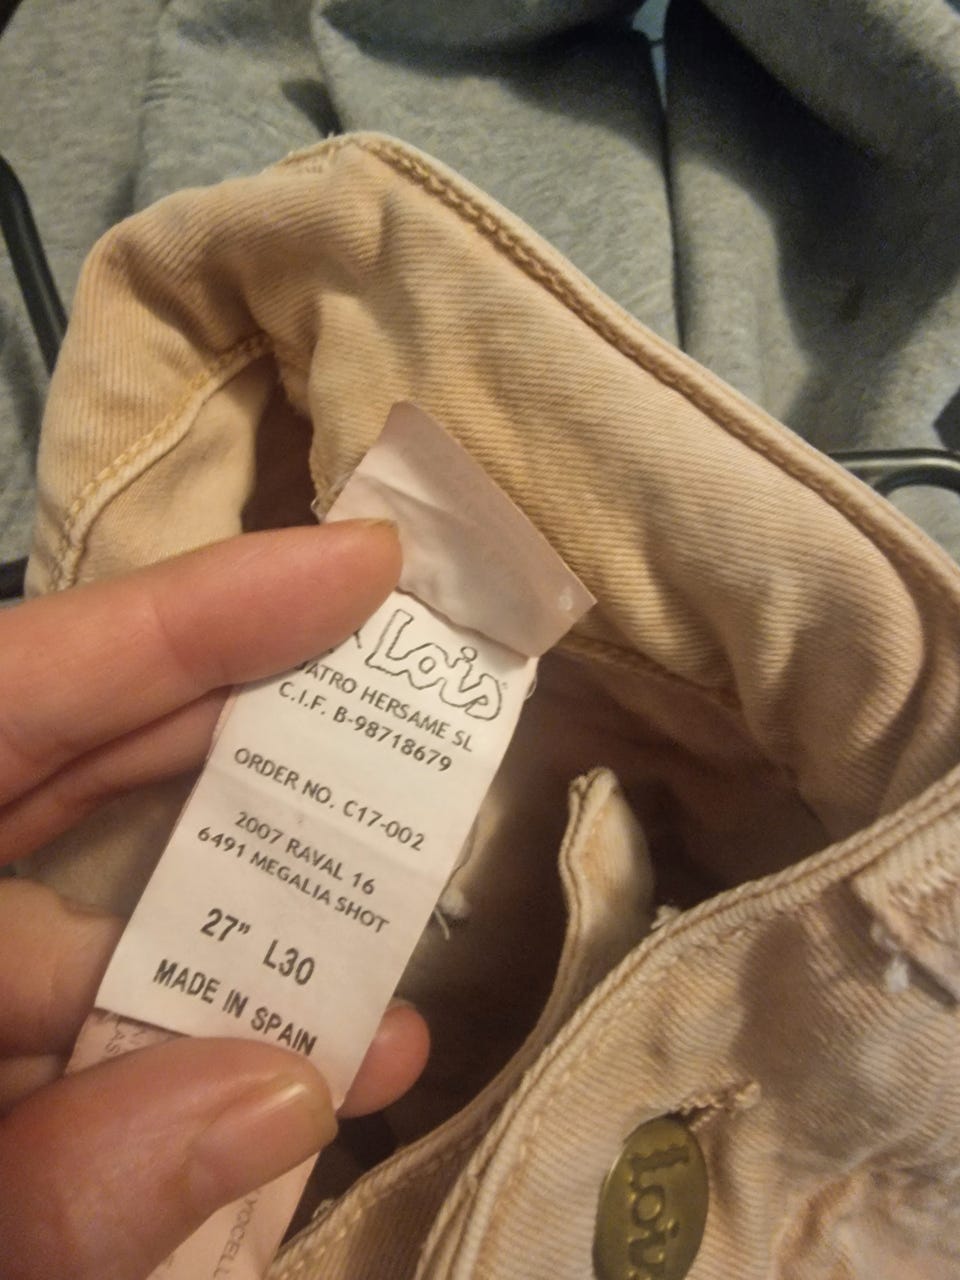 Lois
CUATRO HERSAME SL
C.I.F. B-98718679
ORDER NO. C17-002
2007 RAVAL 16
6491 MEGALIA SHOT
27” L30
MADE IN SPAIN
Lois